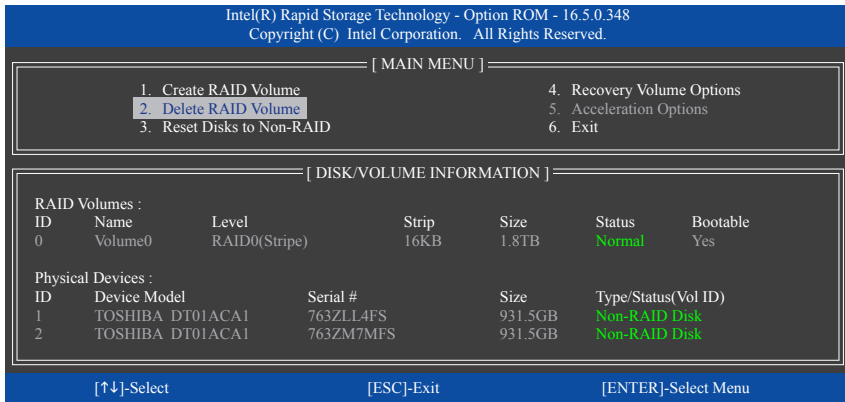 Intel(R) Rapid Storage Technology - Option ROM - 16.5.0.348
Copyright (C) Intel Corporation. All Rights Reserved.
[ MAIN MENU ]
1. Create RAID Volume 4. Recovery Volume Options
2. Delete RAID Volume 5. Acceleration Options
3. Reset Disks to Non-RAID 6. Exit
[ DISK/VOLUME INFORMATION ]
RAID Volumes :
ID Name Level Strip Size Status Bootable
0 Volume0 RAID0(Stripe) 16KB 1.8TB Normal Yes
Physical Devices :
ID Device Model Serial # Size Type/Status(Vol ID)
1 TOSHIBA DT01ACA1 763ZLL4FS 931.5GB Non-RAID Disk
2 TOSHIBA DT01ACA1 763ZM7MFS 931.5GB Non-RAID Disk
[↑↓]-Select [ESC]-Exit [ENTER]-Select Menu